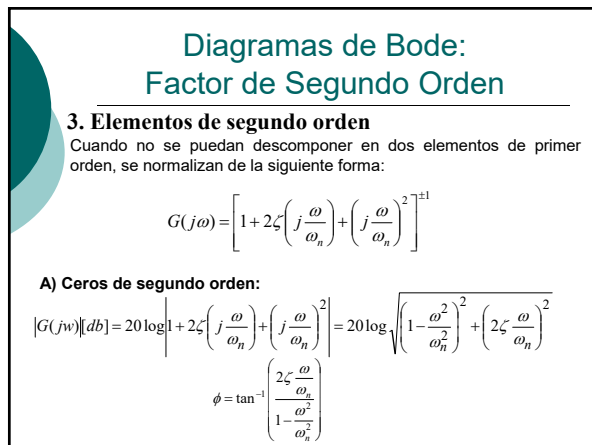 Diagramas de Bode:
Factor de Segundo Orden
3. Elementos de segundo orden
Cuando no se puedan descomponer en dos elementos de primer
orden, se normalizan de la siguiente forma:
G(jω) = [1 + 2ζ(j ω/ωₙ) + (j ω/ωₙ)²]^±1
A) Ceros de segundo orden:
|G(jw)|[db] = 20 log|1 + 2ζ(j ω/ωₙ) + (j ω/ωₙ)²| = 20 log √((1 − ω²/ωₙ²)² + (2ζ ω/ωₙ)²)
ϕ = tan⁻¹((2ζ ω/ωₙ)/(1 − ω²/ωₙ²))